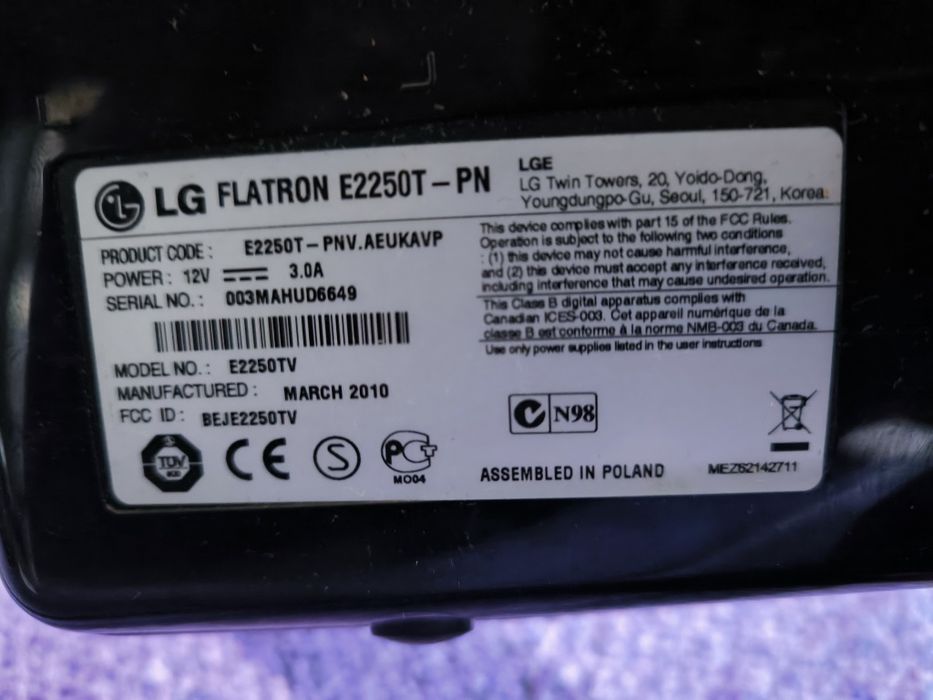 LG FLATRON E2250T-PN
LGE
LG Twin Towers, 20, Yoido-Dong,
Youngdungpo-Gu, Seoul, 150-721, Korea.
PRODUCT CODE : E2250T-PNV.AEUKAVP
POWER : 12V 3.0A
SERIAL NO. : 003MAHUD6649
MODEL NO. : E2250TV
MANUFACTURED : MARCH 2010
FCC ID : BEJE2250TV
This device complies with part 15 of the FCC Rules.
Operation is subject to the following two conditions
: (1) this device may not cause harmful interference,
and (2) this device must accept any interference received,
including interference that may cause undesired operation.
This Class B digital apparatus complies with
Canadian ICES-003. Cet appareil numérique de la
classe B est conforme à la norme NMB-003 du Canada.
Use only power supplies listed in the user instructions
N98
TÜV
CE
S
PCT
MO04
ASSEMBLED IN POLAND
MEZ62142711